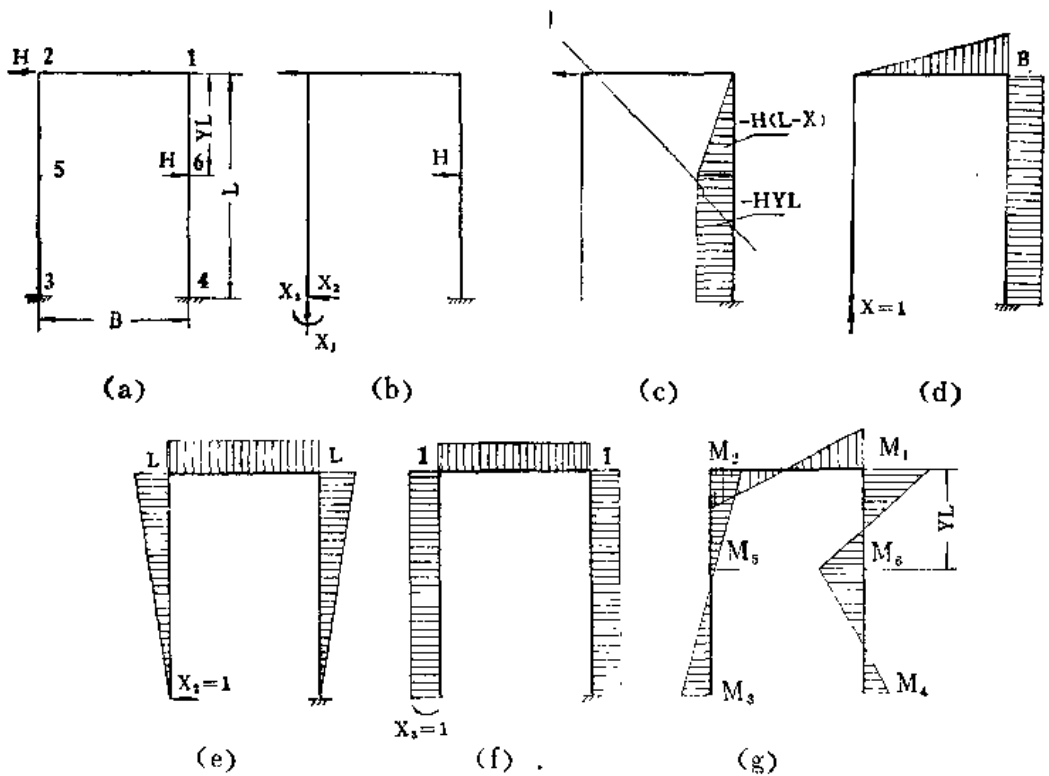 H 2 1
YL
L
5
H 6
3 4
B
(a)
H
X₁ X₂
X₃
(b)
-H(L-X)
-HYL
(c)
B
X=1
(d)
L L
X₂=1
(e)
1 1
X₃=1
(f) .
M₂ M₁
YL
M₅ M₆
M₃ M₄
(g)